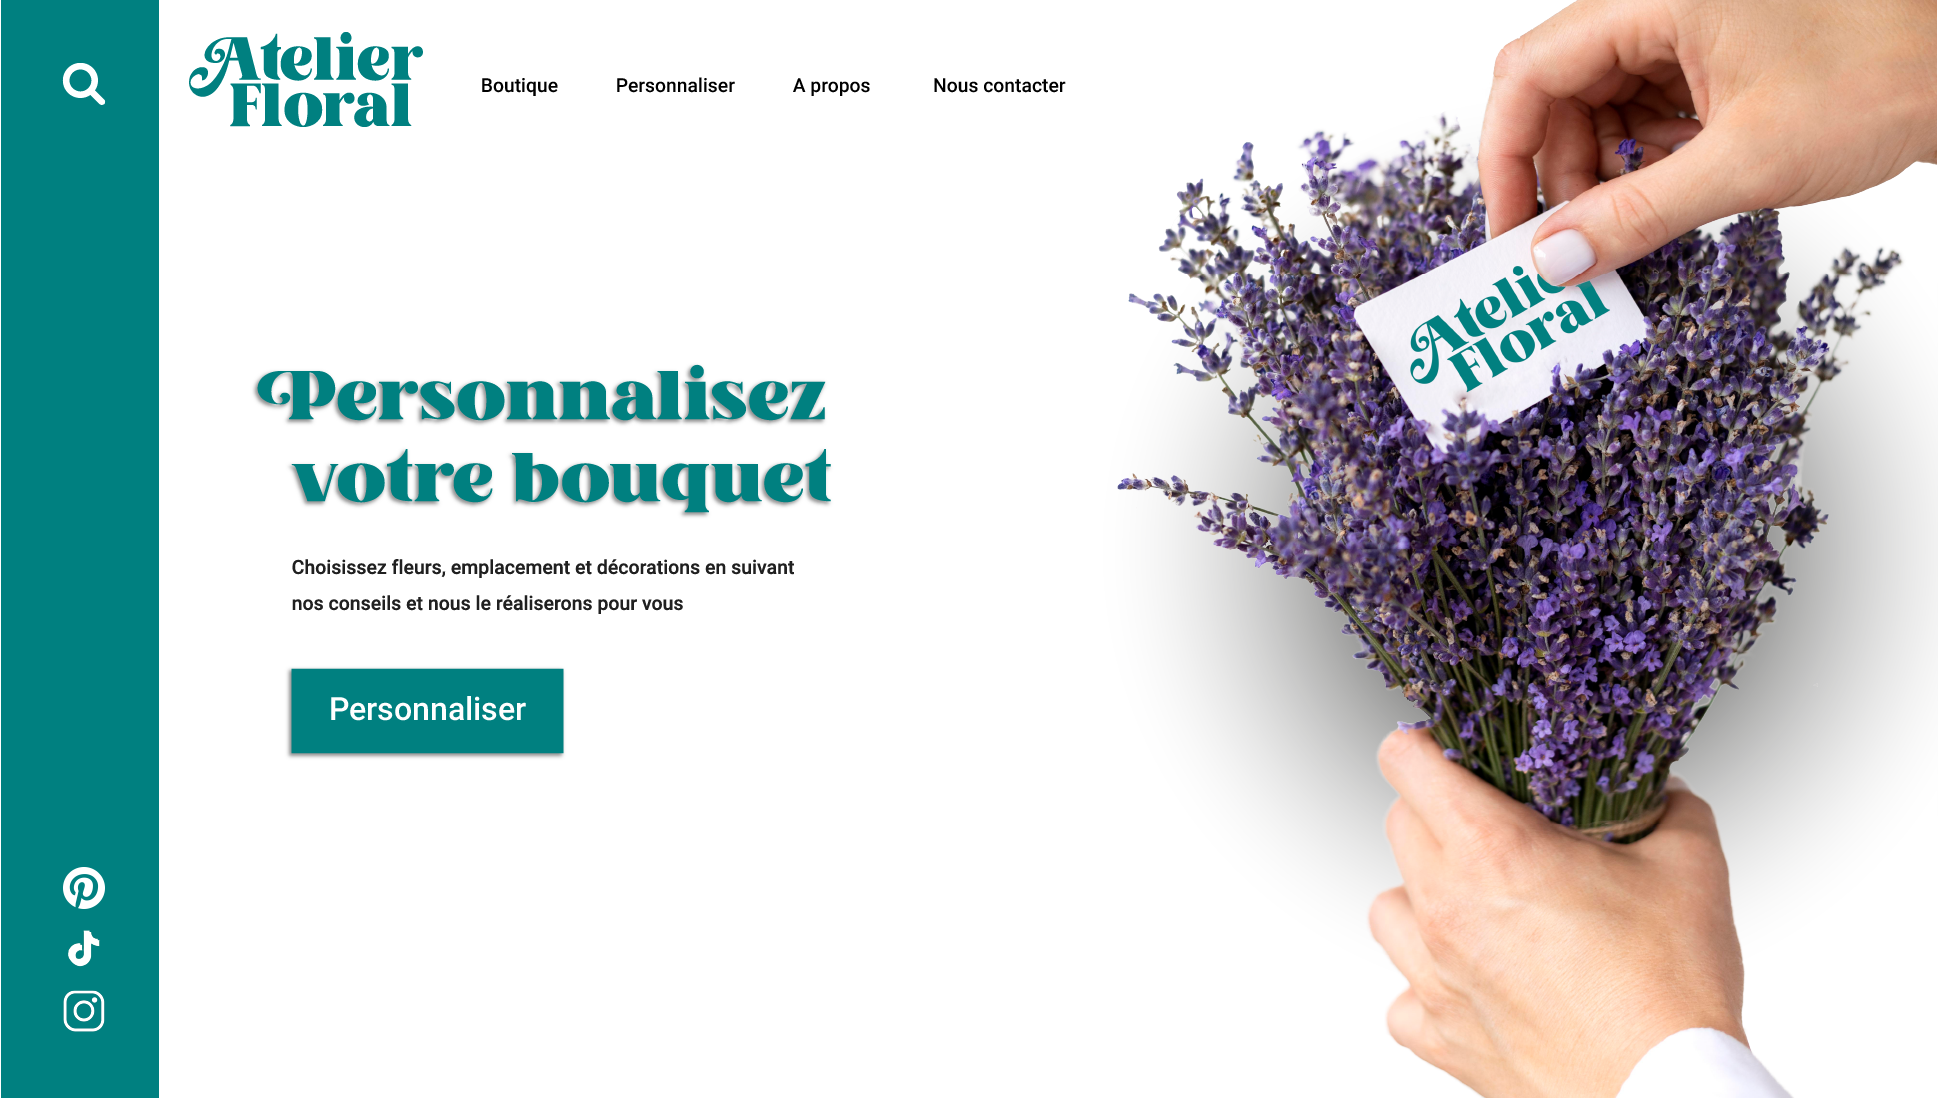 Atelier
Floral
Boutique
Personnaliser
A propos
Nous contacter
Atelie
Floral
Personnalisez
votre bouquet
Choisissez fleurs, emplacement et décorations en suivant
nos conseils et nous le réaliserons pour vous
Personnaliser